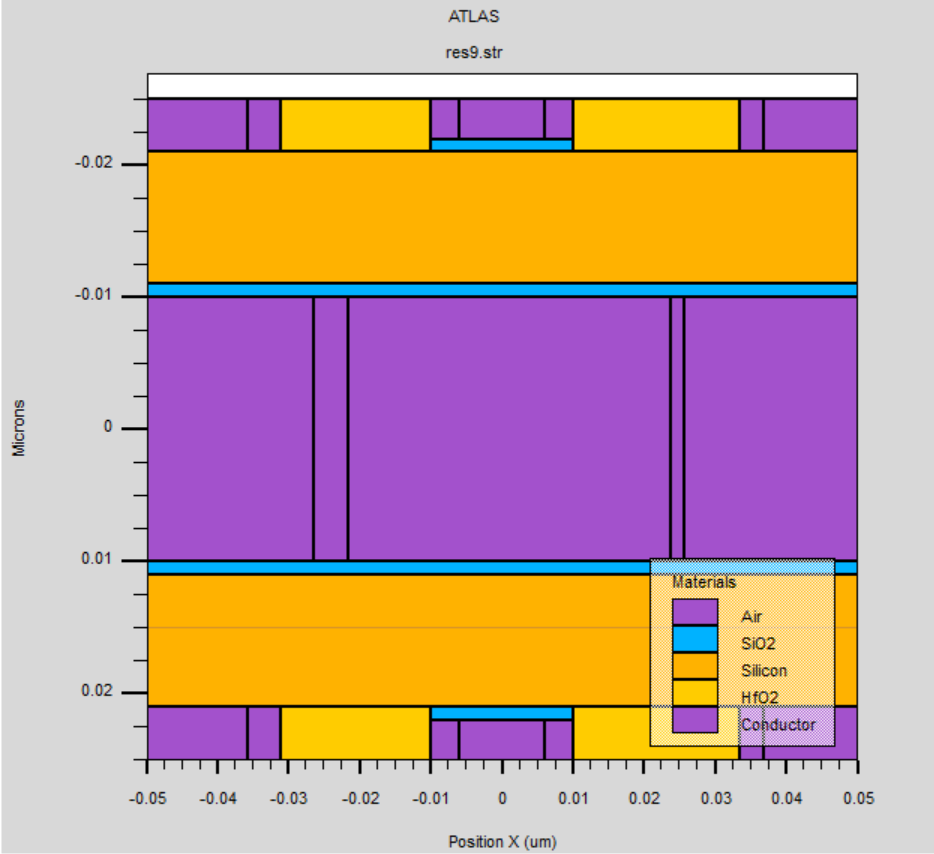 ATLAS
res9.str
Microns
-0.02
-0.01
0
0.01
0.02
Materials
Air
SiO2
Silicon
HfO2
Conductor
-0.05 -0.04 -0.03 -0.02 -0.01 0 0.01 0.02 0.03 0.04 0.05
Position X (um)